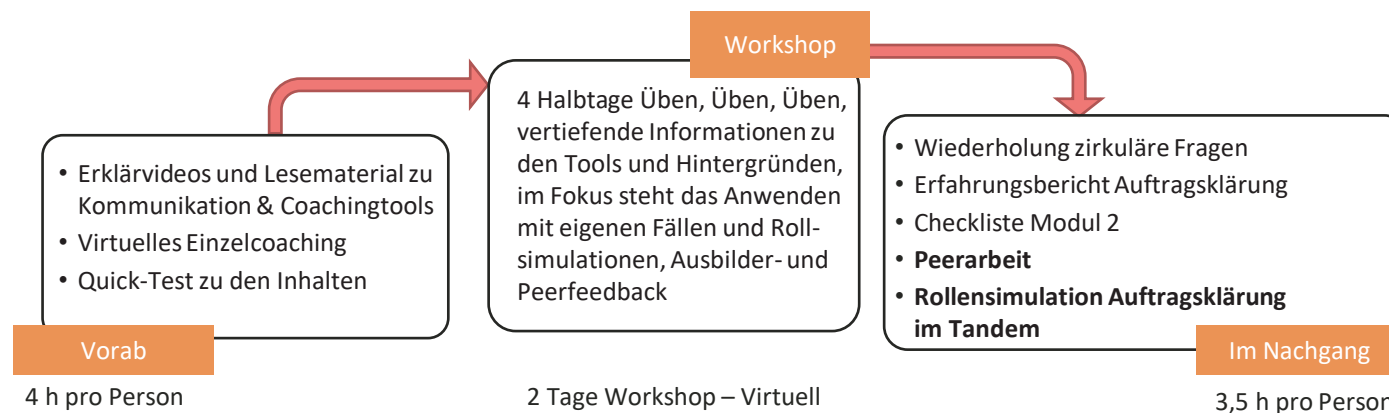 Workshop
4 Halbtage Üben, Üben, Üben,
vertiefende Informationen zu
den Tools und Hintergründen,
im Fokus steht das Anwenden
mit eigenen Fällen und Roll-
simulationen, Ausbilder- und
Peerfeedback
• Erklärvideos und Lesematerial zu
Kommunikation & Coachingtools
• Virtuelles Einzelcoaching
• Quick-Test zu den Inhalten
Vorab
4 h pro Person
2 Tage Workshop – Virtuell
• Wiederholung zirkuläre Fragen
• Erfahrungsbericht Auftragsklärung
• Checkliste Modul 2
• Peerarbeit
• Rollensimulation Auftragsklärung
im Tandem
Im Nachgang
3,5 h pro Person